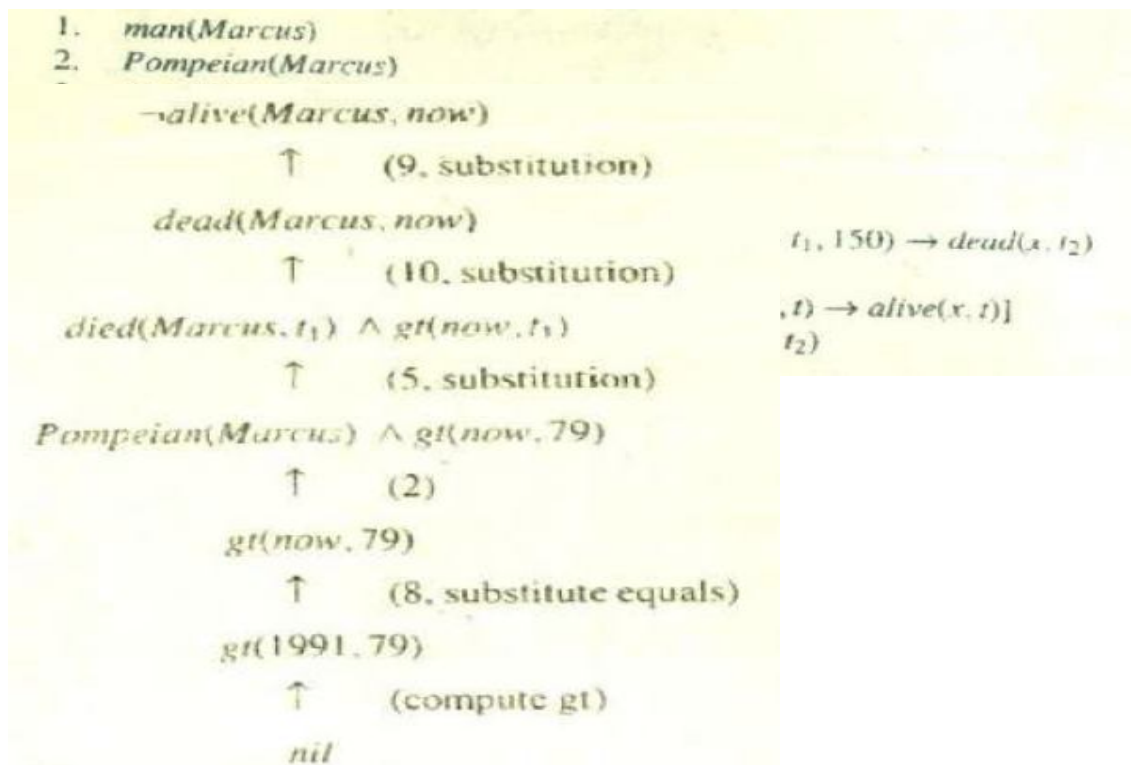 1. man(Marcus)
2. Pompeian(Marcus)
¬alive(Marcus, now)
↑ (9, substitution)
dead(Marcus, now)
↑ (10, substitution)
died(Marcus, t₁) ∧ gt(now, t₁)
↑ (5, substitution)
Pompeian(Marcus) ∧ gt(now, 79)
↑ (2)
gt(now, 79)
↑ (8, substitute equals)
gt(1991, 79)
↑ (compute gt)
nil
t₁, 150) → dead(x, t₂)
, t) → alive(x, t)]
t₂)